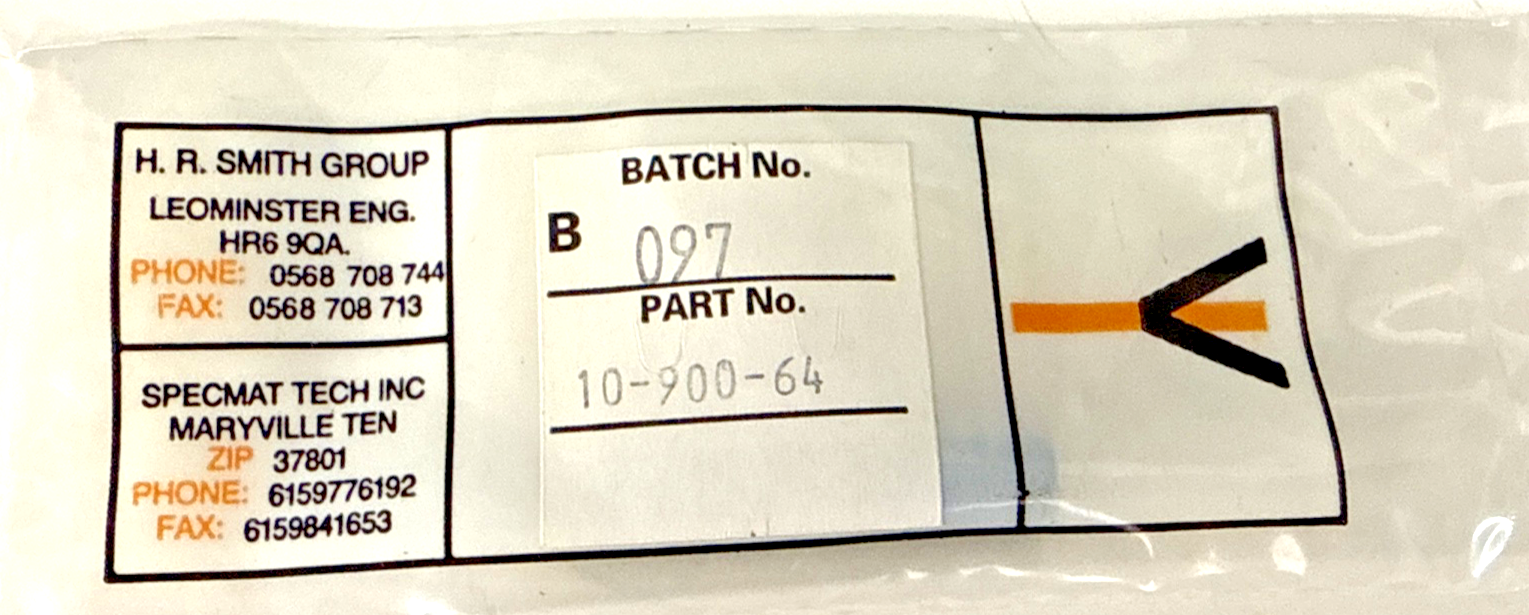 H. R. SMITH GROUP
LEOMINSTER ENG.
HR6 9QA.
PHONE: 0568 708 744
FAX: 0568 708 713
SPECMAT TECH INC
MARYVILLE TEN
ZIP 37801
PHONE: 6159776192
FAX: 6159841653
BATCH No.
B 097
PART No.
10-900-64